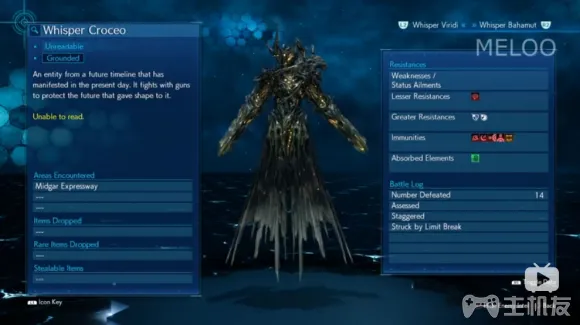 Whisper Croceo
Unreadable
Grounded
An entity from a future timeline that has
manifested in the present day. It fights with guns
to protect the future that gave shape to it.
Unable to read.
Areas Encountered
Midgar Expressway
---
---
Items Dropped
---
Rare Items Dropped
---
Stealable Items
---
Icon Key
L1 Whisper Viridi
Whisper Bahamut R1
MELOO
Resistances
Weaknesses /
Status Ailments
Lesser Resistances
Greater Resistances
Immunities
Absorbed Elements
Battle Log
Number Defeated 14
Assessed
Staggered
Struck by Limit Break
主机友